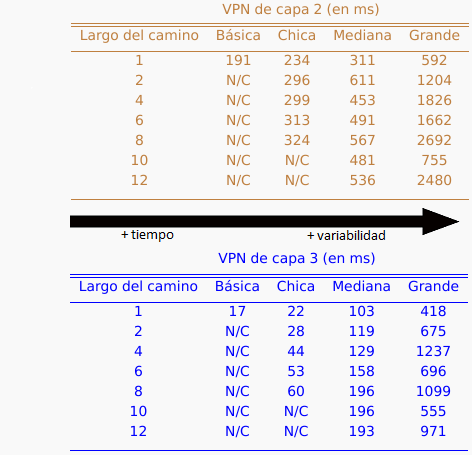 VPN de capa 2 (en ms)
Largo del camino Básica Chica Mediana Grande
1 191 234 311 592
2 N/C 296 611 1204
4 N/C 299 453 1826
6 N/C 313 491 1662
8 N/C 324 567 2692
10 N/C N/C 481 755
12 N/C N/C 536 2480
+ tiempo + variabilidad
VPN de capa 3 (en ms)
Largo del camino Básica Chica Mediana Grande
1 17 22 103 418
2 N/C 28 119 675
4 N/C 44 129 1237
6 N/C 53 158 696
8 N/C 60 196 1099
10 N/C N/C 196 555
12 N/C N/C 193 971